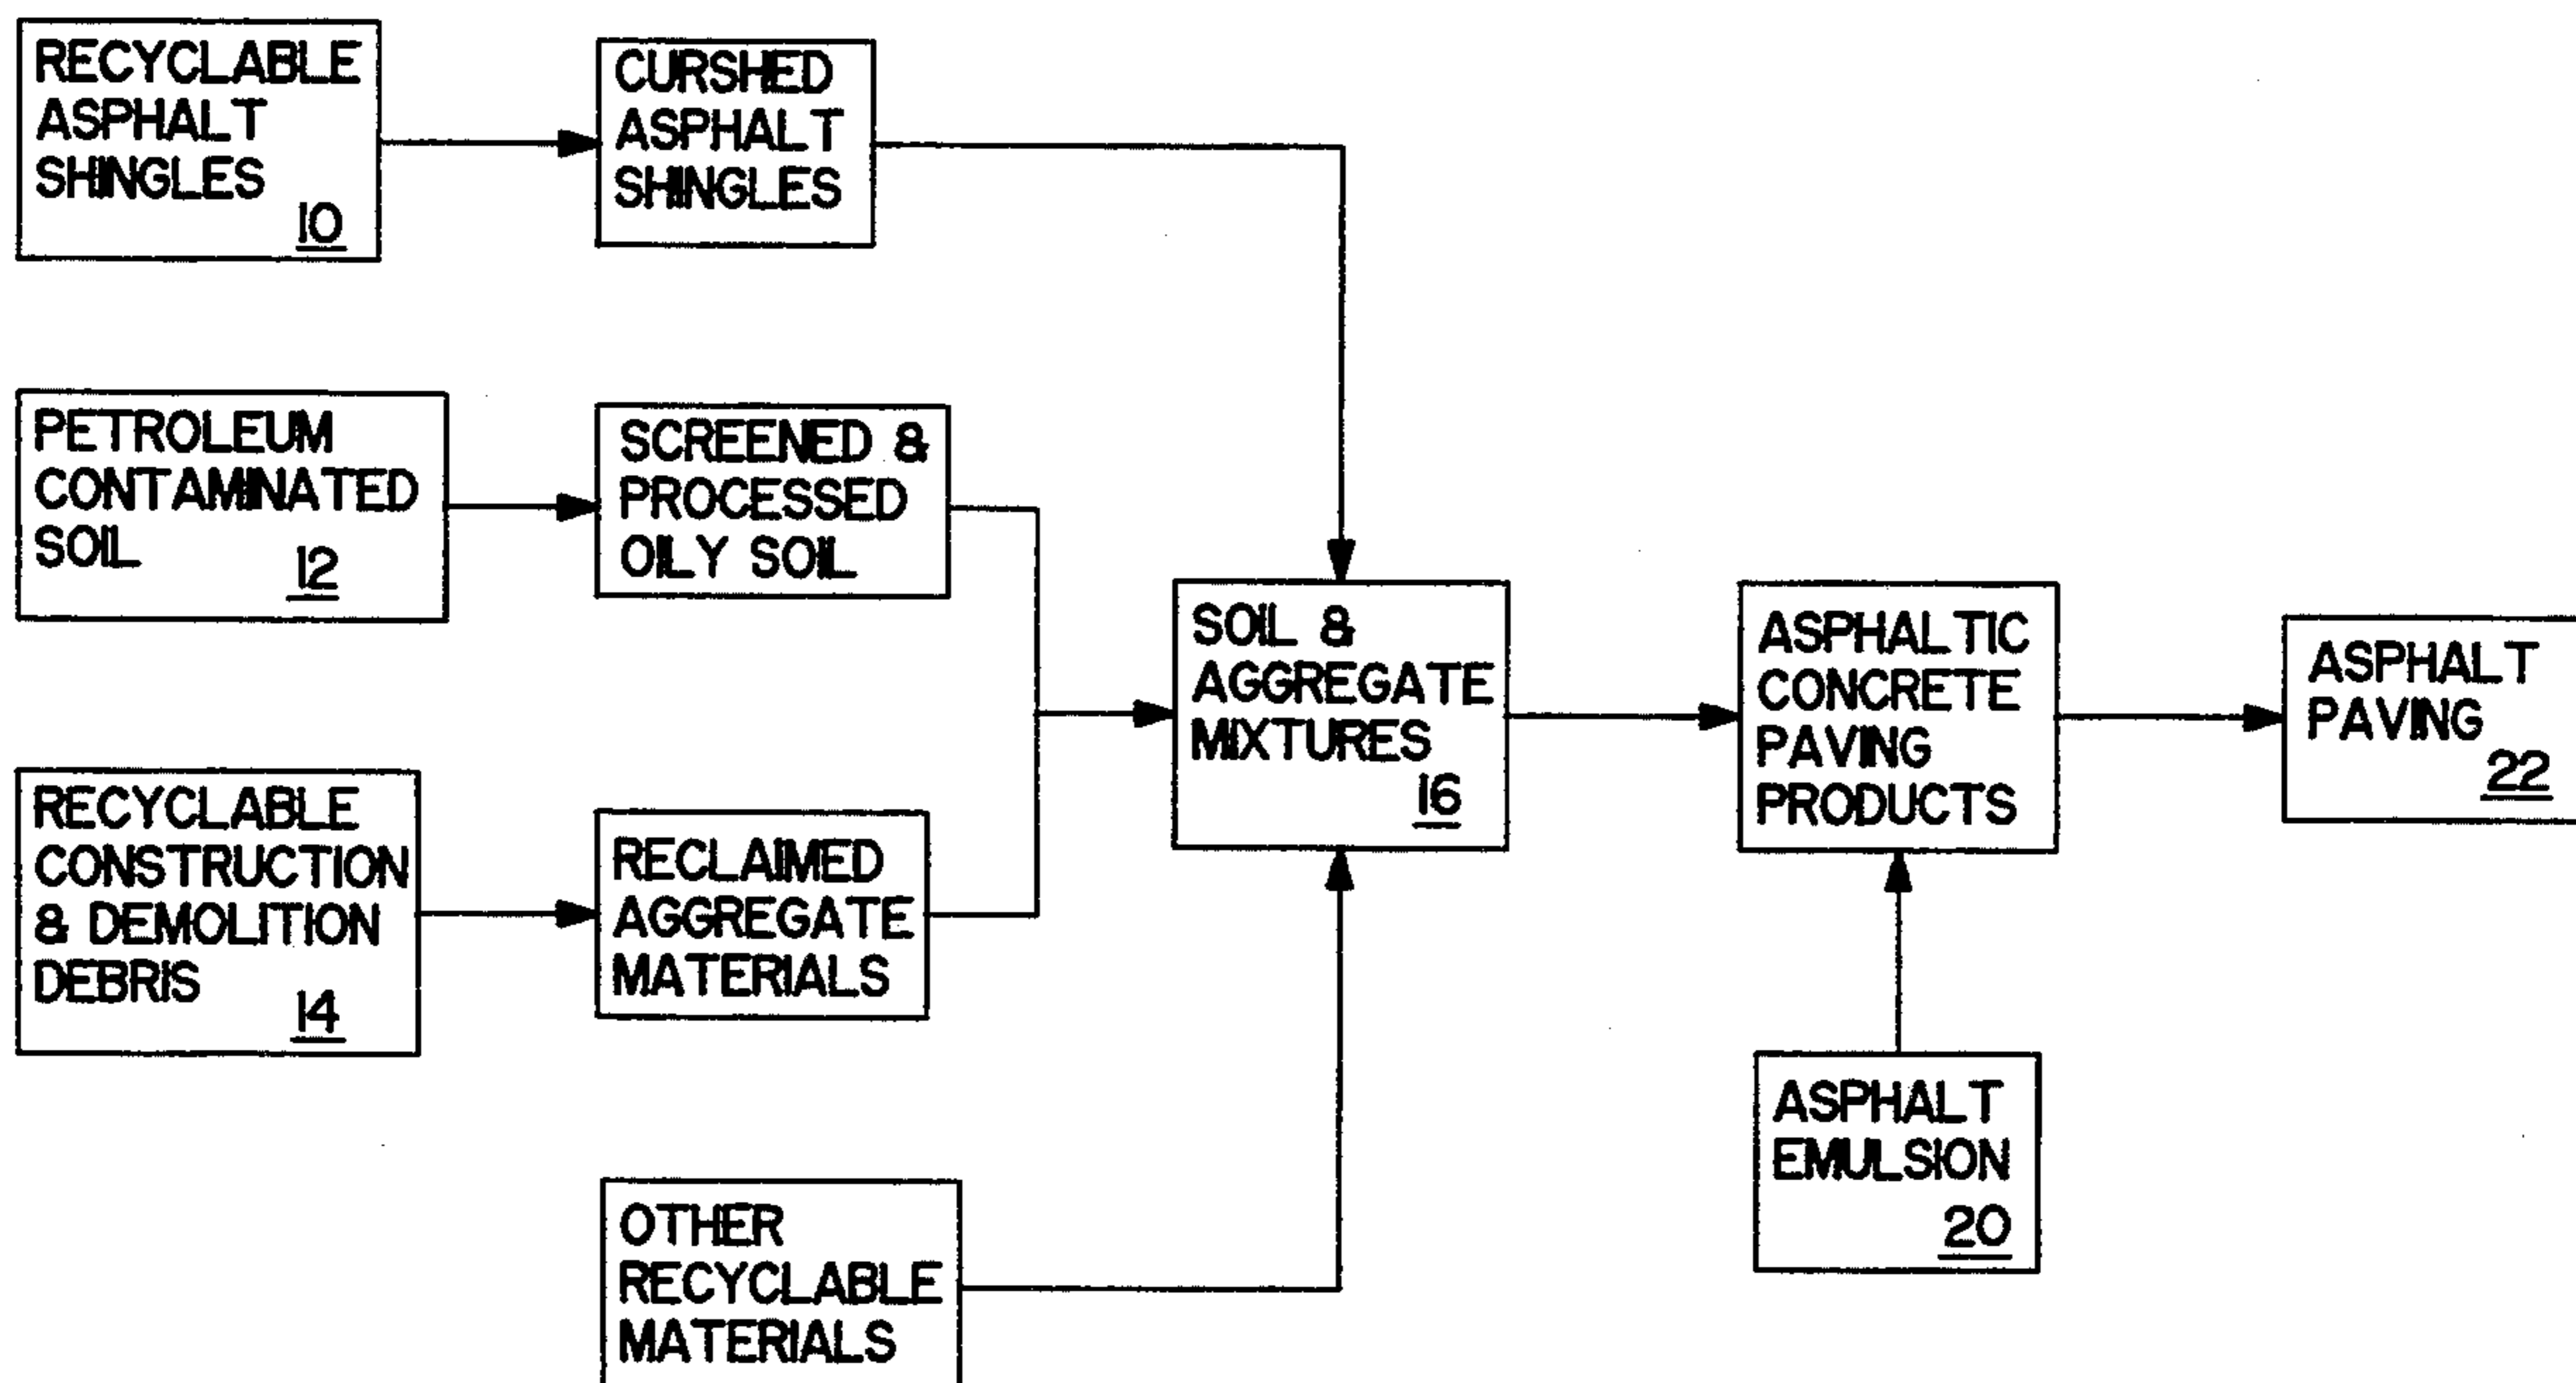 RECYCLABLE
ASPHALT
SHINGLES
10
CURSHED
ASPHALT
SHINGLES
PETROLEUM
CONTAMINATED
SOIL
12
SCREENED &
PROCESSED
OILY SOIL
RECYCLABLE
CONSTRUCTION
& DEMOLITION
DEBRIS
14
RECLAIMED
AGGREGATE
MATERIALS
OTHER
RECYCLABLE
MATERIALS
SOIL &
AGGREGATE
MIXTURES
16
ASPHALTIC
CONCRETE
PAVING
PRODUCTS
ASPHALT
EMULSION
20
ASPHALT
PAVING
22